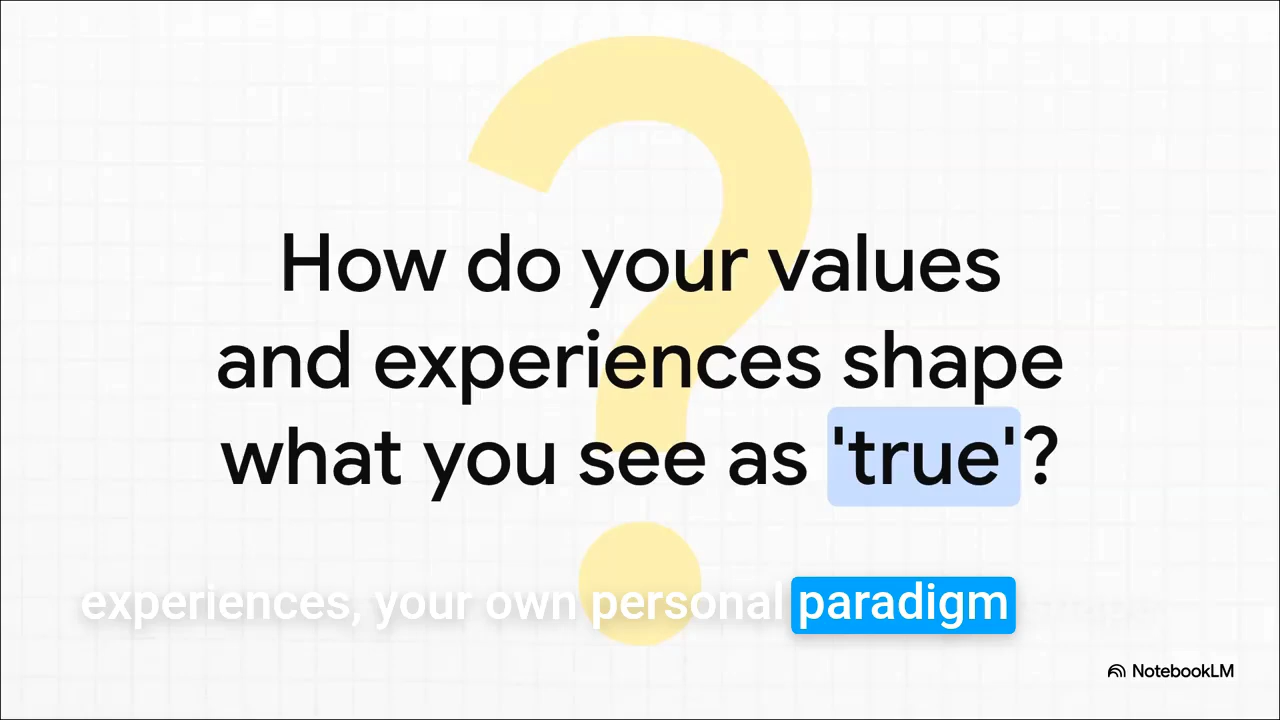 How do your values
and experiences shape
what you see as 'true'?
experiences, your own personal paradigm
NotebookLM